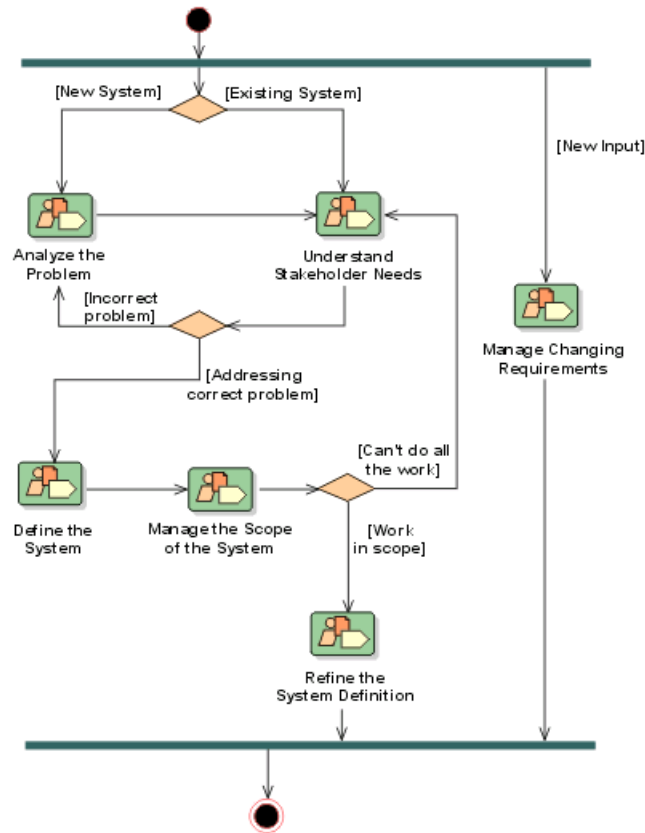 [New System]
[Existing System]
[New Input]
Analyze the
Problem
Understand
Stakeholder Needs
[Incorrect
problem]
Manage Changing
Requirements
[Addressing
correct problem]
[Can't do all
the work]
Define the
System
Manage the Scope
of the System
[Work
in scope]
Refine the
System Definition